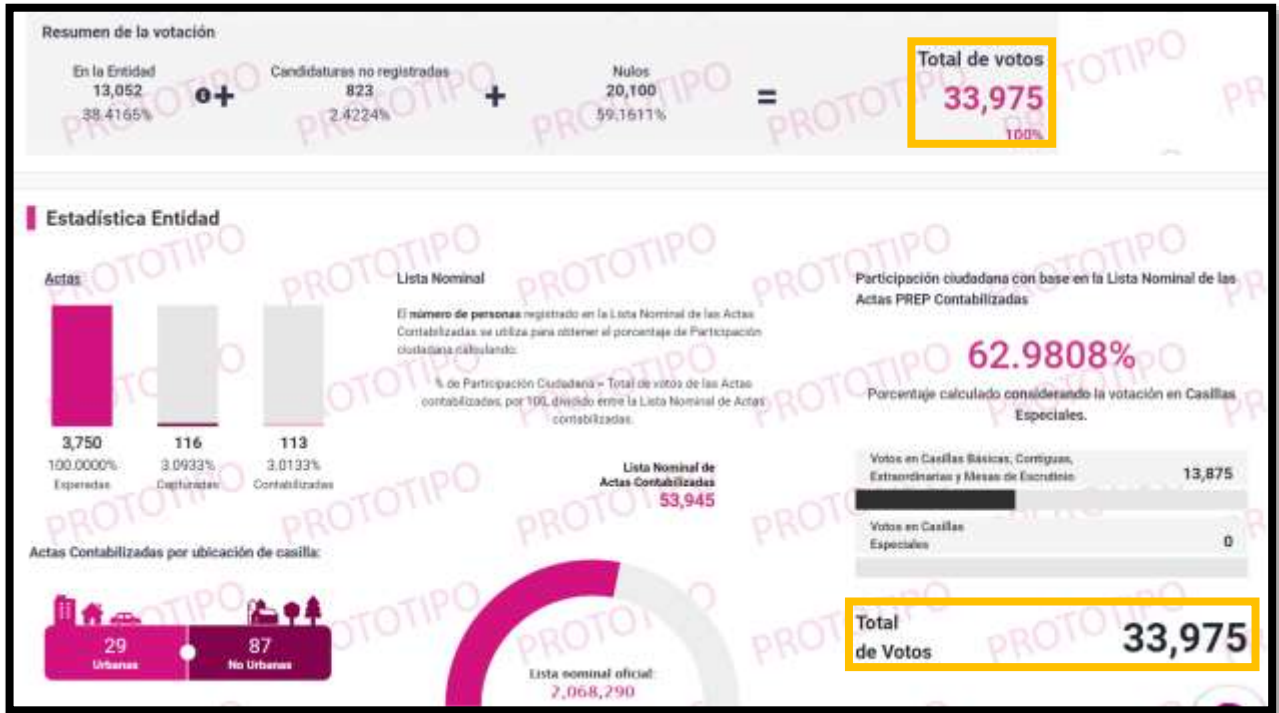 Resumen de la votación
En la Entidad
13,052
38.4165%
+
Candidaturas no registradas
823
2.4224%
+
Nulos
20,100
59.1611%
=
Total de votos
33,975
100%
Estadística Entidad
Actas
3,750
100.0000%
Esperadas
116
3.0933%
Capturadas
113
3.0133%
Contabilizadas
Actas Contabilizadas por ubicación de casilla:
29
Urbanas
87
No Urbanas
Lista Nominal
El número de personas registrado en la Lista Nominal de las Actas
Contabilizadas se utiliza para obtener el porcentaje de Participación
ciudadana calculando:
% de Participación Ciudadana = Total de votos de las Actas
contabilizadas, por 100, dividido entre la Lista Nominal de Actas
contabilizadas.
Lista Nominal de
Actas Contabilizadas
53,945
Lista nominal oficial:
2,068,290
Participación ciudadana con base en la Lista Nominal de las
Actas PREP Contabilizadas
62.9808%
Porcentaje calculado considerando la votación en Casillas
Especiales.
Votos en Casillas Básicas, Contiguas,
Extraordinarias y Mesas de Escrutinio
13,875
Votos en Casillas
Especiales
0
Total
de Votos
33,975
PROTOTIPO